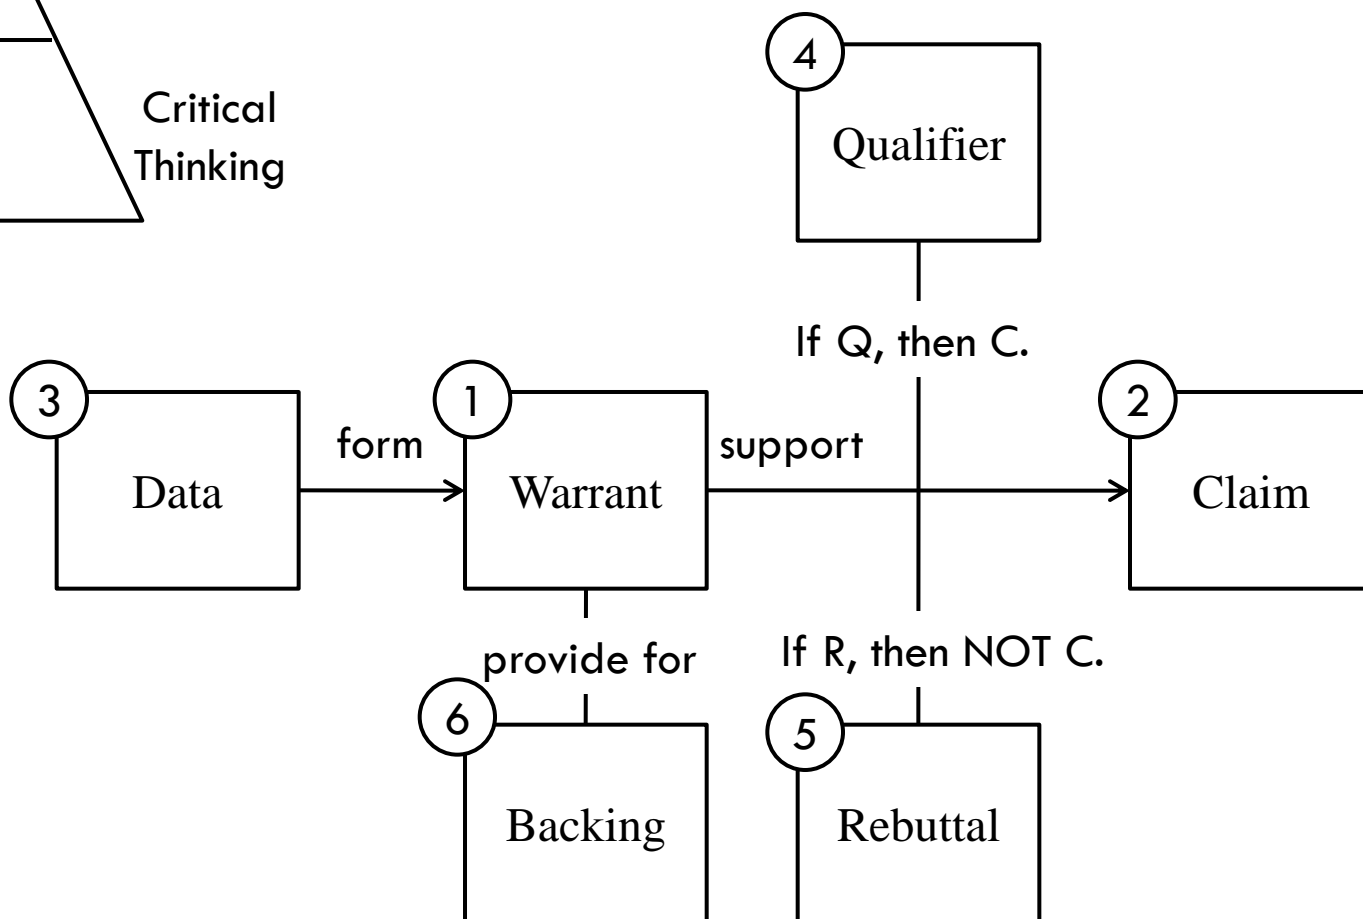 Critical
Thinking
4
Qualifier
If Q, then C.
3
Data
form
1
Warrant
support
2
Claim
provide for
If R, then NOT C.
6
Backing
5
Rebuttal